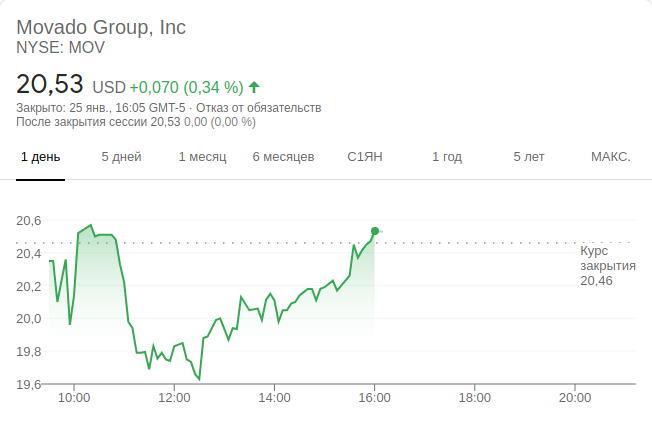 Movado Group, Inc
NYSE: MOV
20,53 USD +0,070 (0,34 %)
Закрыто: 25 янв., 16:05 GMT-5 · Отказ от обязательств
После закрытия сессии 20,53 0,00 (0,00 %)
1 день 5 дней 1 месяц 6 месяцев С1ЯН 1 год 5 лет МАКС.
20,6
20,4
20,2
20,0
19,8
19,6
Курс
закрытия
20,46
10:00 12:00 14:00 16:00 18:00 20:00